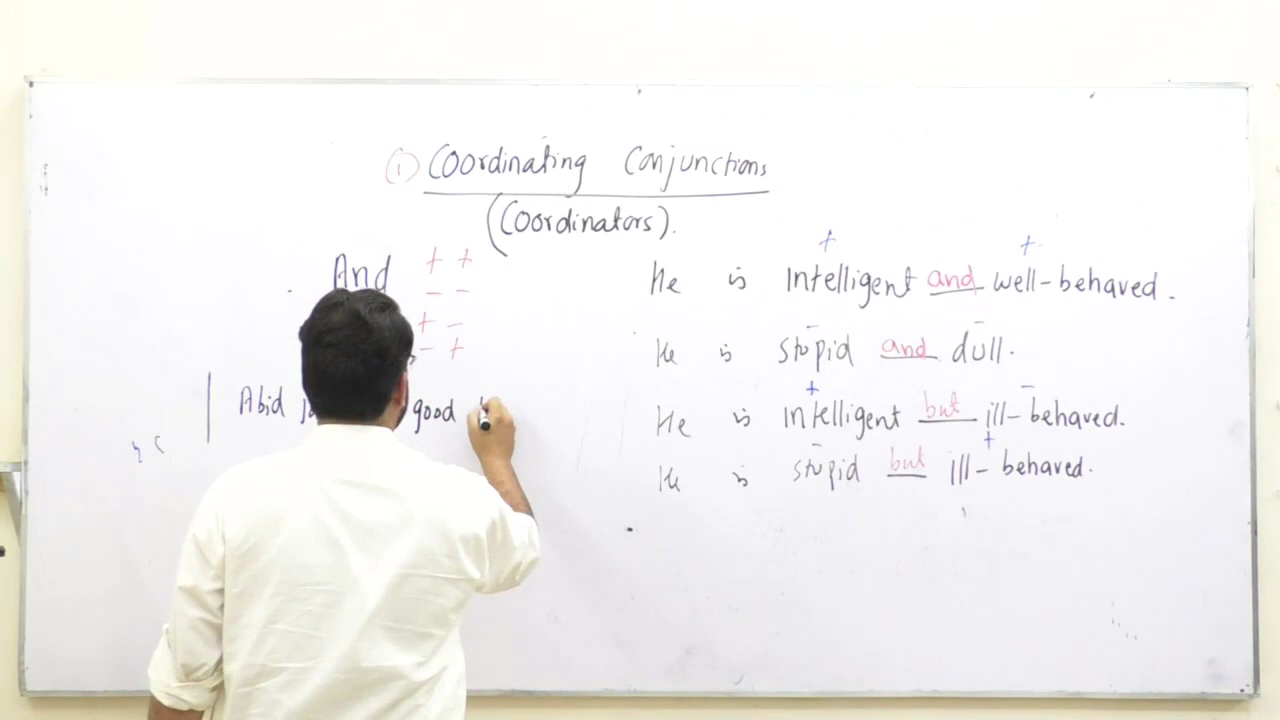 ① Coordinating Conjunctions
(Coordinators).
And + +
- -
+ -
- +
Abid good
+ +
He is intelligent and well-behaved.
- -
He is stupid and dull.
+ -
He is intelligent but ill-behaved.
- +
He is stupid but ill-behaved.